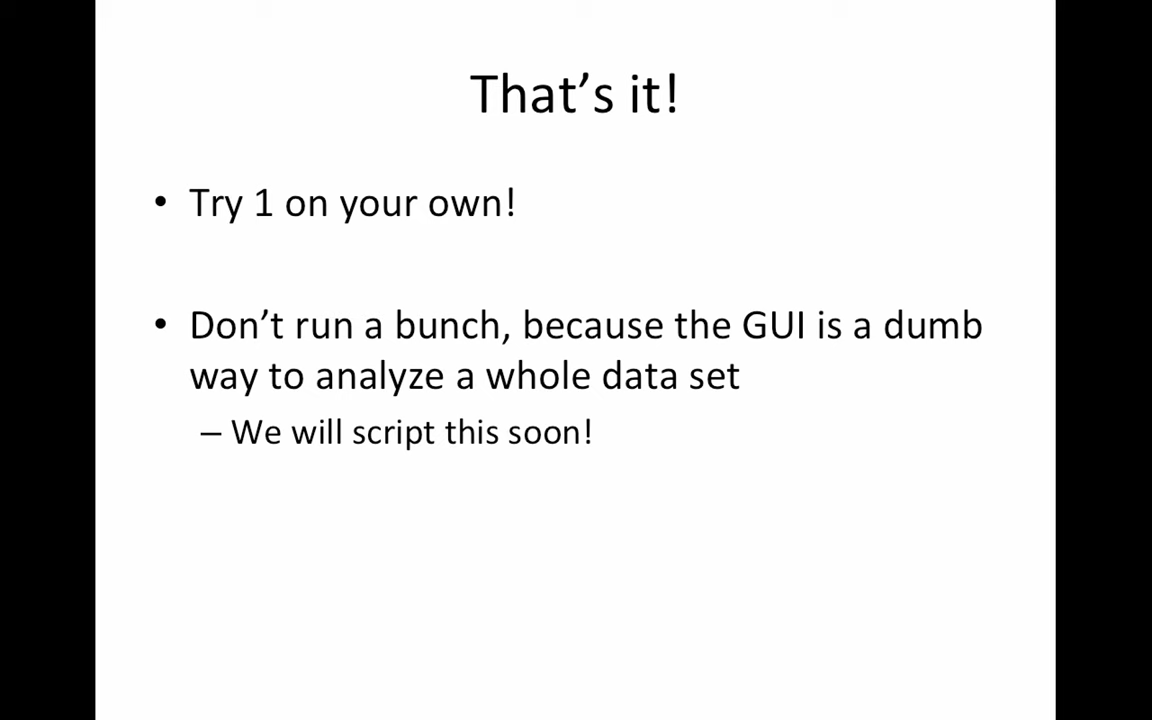 That’s it!
• Try 1 on your own!
• Don’t run a bunch, because the GUI is a dumb
way to analyze a whole data set
– We will script this soon!